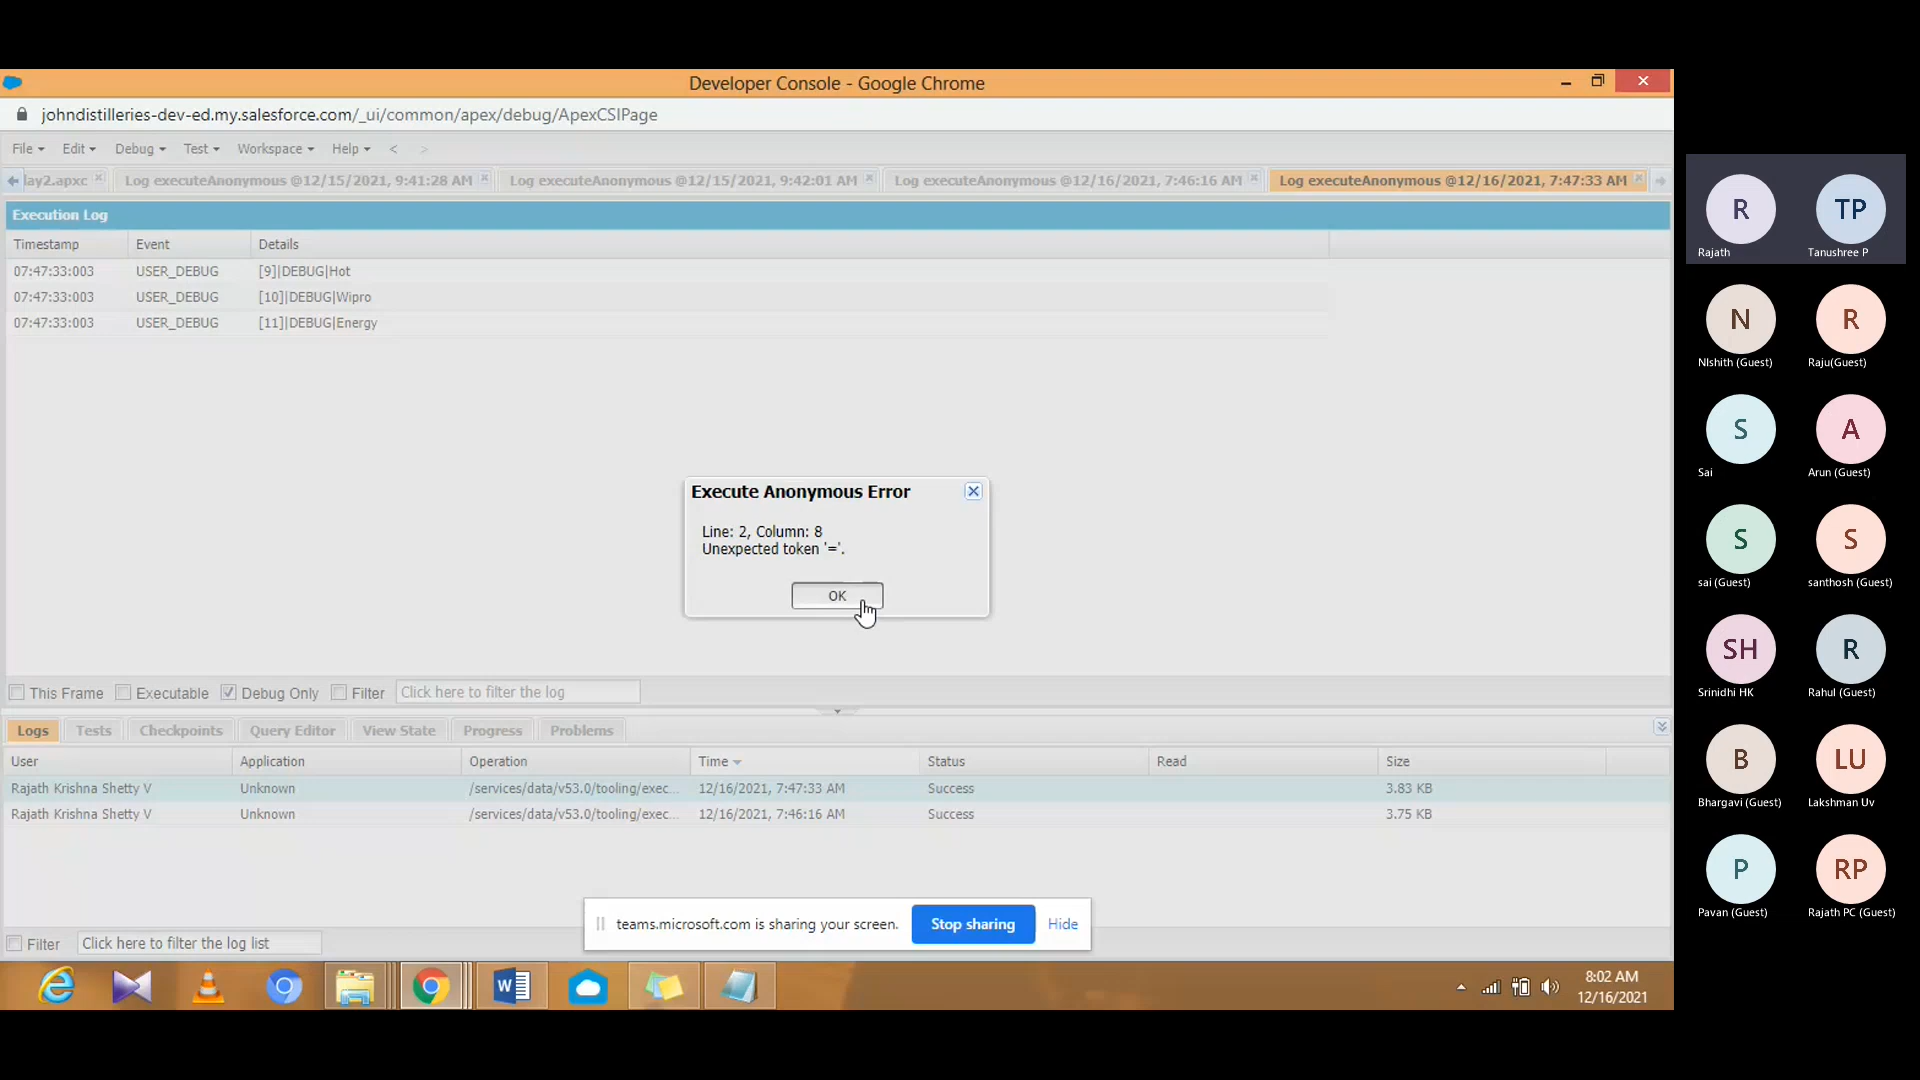 Developer Console - Google Chrome
johndistilleries-dev-ed.my.salesforce.com/_ui/common/apex/debug/ApexCSIPage
File Edit Debug Test Workspace Help < >
lay2.apxc Log executeAnonymous @12/15/2021, 9:41:28 AM Log executeAnonymous @12/15/2021, 9:42:01 AM Log executeAnonymous @12/16/2021, 7:46:16 AM Log executeAnonymous @12/16/2021, 7:47:33 AM
Execution Log
Timestamp Event Details
07:47:33:003 USER_DEBUG [9]|DEBUG|Hot
07:47:33:003 USER_DEBUG [10]|DEBUG|Wipro
07:47:33:003 USER_DEBUG [11]|DEBUG|Energy
Execute Anonymous Error
Line: 2, Column: 8
Unexpected token '='.
OK
This Frame Executable Debug Only Filter Click here to filter the log
Logs Tests Checkpoints Query Editor View State Progress Problems
User Application Operation Time Status Read Size
Rajath Krishna Shetty V Unknown /services/data/v53.0/tooling/exec... 12/16/2021, 7:47:33 AM Success 3.83 KB
Rajath Krishna Shetty V Unknown /services/data/v53.0/tooling/exec... 12/16/2021, 7:46:16 AM Success 3.75 KB
teams.microsoft.com is sharing your screen. Stop sharing Hide
Filter Click here to filter the log list
8:02 AM
12/16/2021
R TP
Rajath Tanushree P
N R
NIshith (Guest) Raju(Guest)
S A
Sai Arun (Guest)
S S
sai (Guest) santhosh (Guest)
SH R
Srinidhi HK Rahul (Guest)
B LU
Bhargavi (Guest) Lakshman Uv
P RP
Pavan (Guest) Rajath PC (Guest)